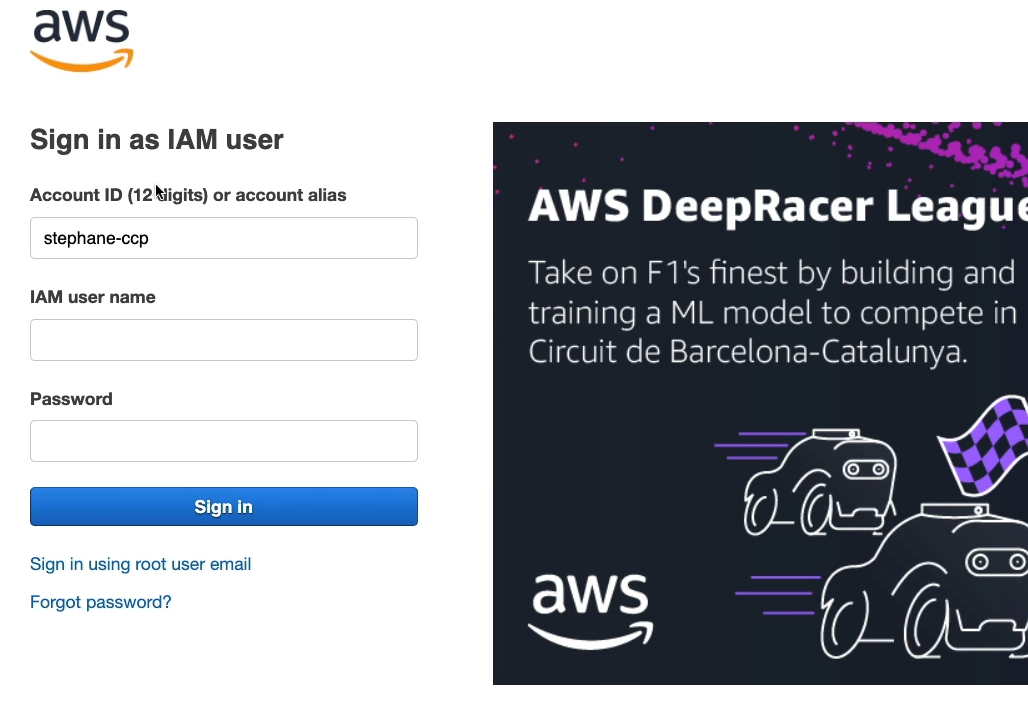 aws
Sign in as IAM user
Account ID (12 digits) or account alias
stephane-ccp
IAM user name
Password
Sign in
Sign in using root user email
Forgot password?
AWS DeepRacer League
Take on F1's finest by building and
training a ML model to compete in
Circuit de Barcelona-Catalunya.
aws